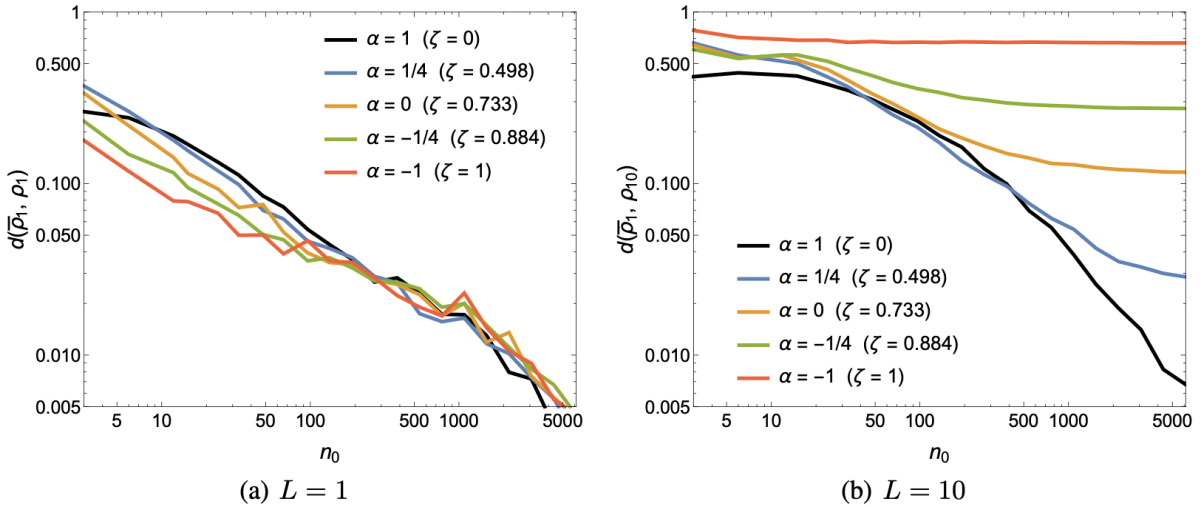 1
0.500
0.100
0.050
0.010
0.005
d(ρ̅₁, ρ₁)
α = 1 (ζ = 0)
α = 1/4 (ζ = 0.498)
α = 0 (ζ = 0.733)
α = −1/4 (ζ = 0.884)
α = −1 (ζ = 1)
5 10 50 100 500 1000 5000
n₀
(a) L = 1
1
0.500
0.100
0.050
0.010
0.005
d(ρ̅₁, ρ₁₀)
α = 1 (ζ = 0)
α = 1/4 (ζ = 0.498)
α = 0 (ζ = 0.733)
α = −1/4 (ζ = 0.884)
α = −1 (ζ = 1)
5 10 50 100 500 1000 5000
n₀
(b) L = 10